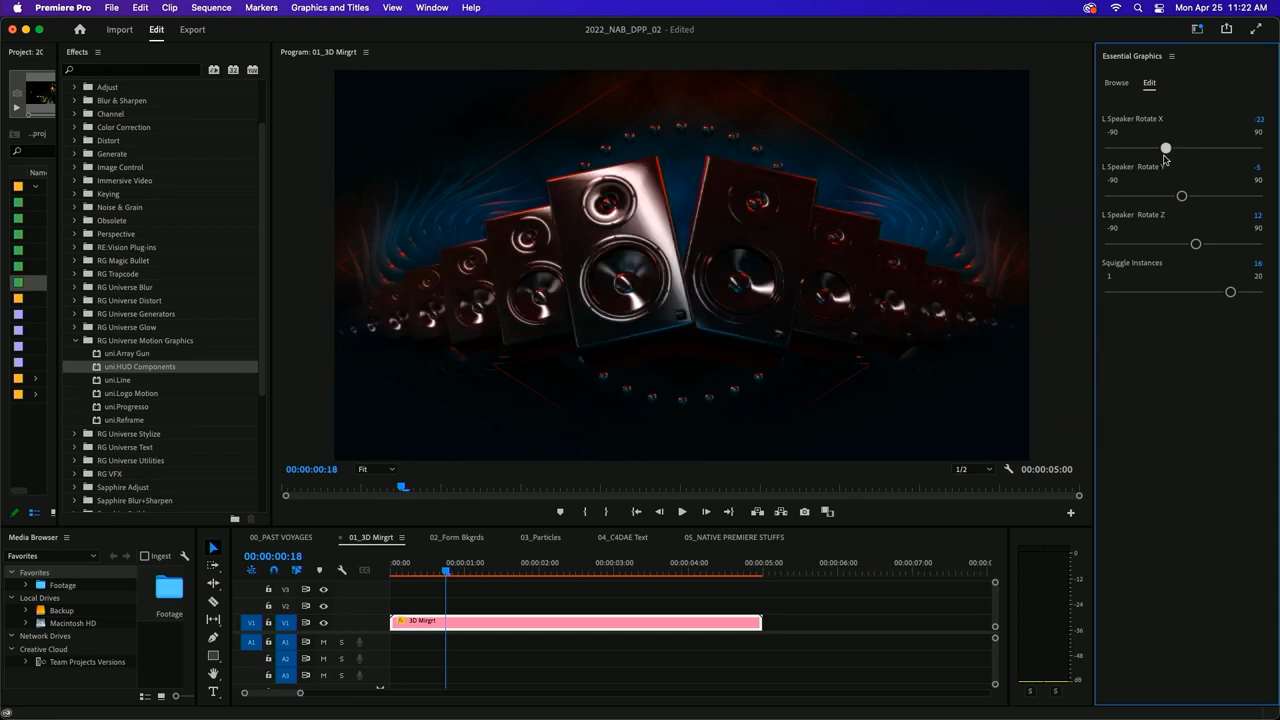 Premiere Pro File Edit Clip Sequence Markers Graphics and Titles View Window Help Mon Apr 25 11:22 AM
Import Edit Export 2022_NAB_DPP_02 - Edited
Project: 2C Effects Program: 01_3D Mirgrt Essential Graphics
Browse Edit
Adjust
Blur & Sharpen
Channel
Color Correction
Distort
Generate
Image Control
Immersive Video
Keying
Noise & Grain
Obsolete
Perspective
RE:Vision Plug-ins
RG Magic Bullet
RG Trapcode
RG Universe Blur
RG Universe Distort
RG Universe Generators
RG Universe Glow
RG Universe Motion Graphics
uni.Array Gun
uni.HUD Components
uni.Line
uni.Logo Motion
uni.Progresso
uni.Reframe
RG Universe Stylize
RG Universe Text
RG Universe Utilities
RG VFX
Sapphire Adjust
Sapphire Blur+Sharpen
..proj
Name
L Speaker Rotate X -22
-90 90
L Speaker Rotate Y -5
-90 90
L Speaker Rotate Z 12
-90 90
Squiggle Instances 16
1 20
00:00:00:18 Fit 1/2 00:00:05:00
Media Browser
Favorites Ingest
Favorites
Footage
Local Drives
Backup
Macintosh HD
Network Drives
Creative Cloud
Team Projects Versions
Footage
00_PAST VOYAGES 01_3D Mirgrt 02_Form Bkgrds 03_Particles 04_C4DAE Text 05_NATIVE PREMIERE STUFFS
00:00:00:18
:00:00 00:00:01:00 00:00:02:00 00:00:03:00 00:00:04:00 00:00:05:00 00:00:06:00 00:00:07:00 00:00:0
V3
V2
V1 V1 fx 3D Mirgrt
A1 A1 M S
A2 M S
A3 M S
0
-12
-24
-36
-48
dB
S S